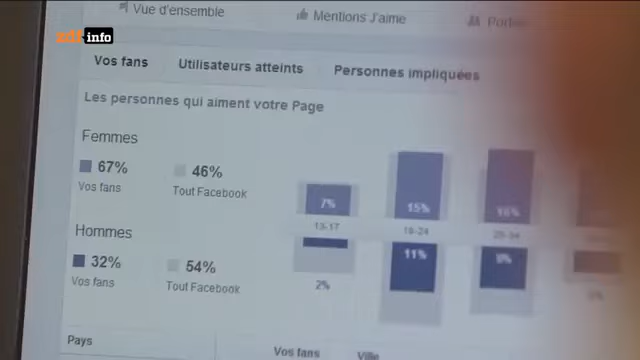 Vue d'ensemble
Mentions J'aime
zdf info
Vos fans
Utilisateurs atteints
Personnes impliquées
Les personnes qui aiment votre Page
Femmes
67%
Vos fans
46%
Tout Facebook
7%
15%
16%
13-17
18-24
25-34
Hommes
32%
Vos fans
54%
Tout Facebook
2%
11%
9%
Pays
Vos fans
Ville